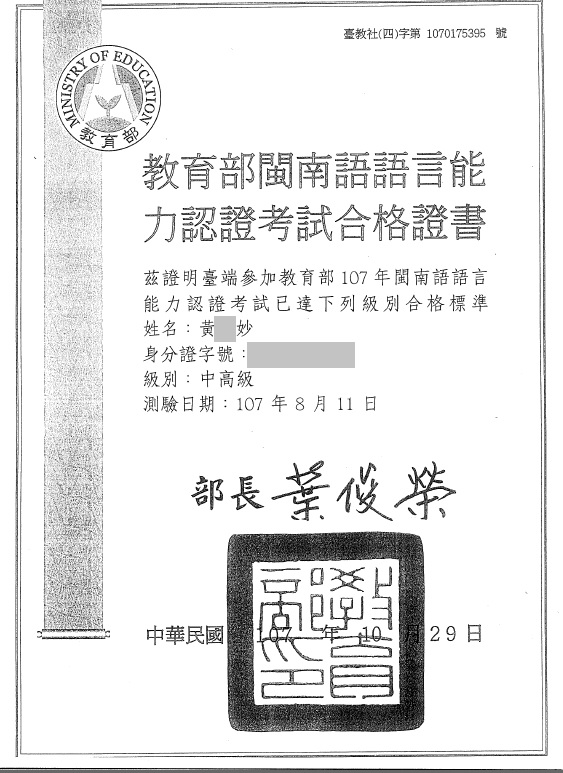 臺教社(四)字第 1070175395 號
MINISTRY OF EDUCATION
教育部
教育部閩南語語言能
力認證考試合格證書
茲證明臺端參加教育部 107 年閩南語語言
能力認證考試已達下列級別合格標準
姓名：黃 妙
身分證字號：
級別：中高級
測驗日期：107 年 8 月 11 日
部長 葉俊榮
教育部印
中華民國 107 年 10 月 29 日